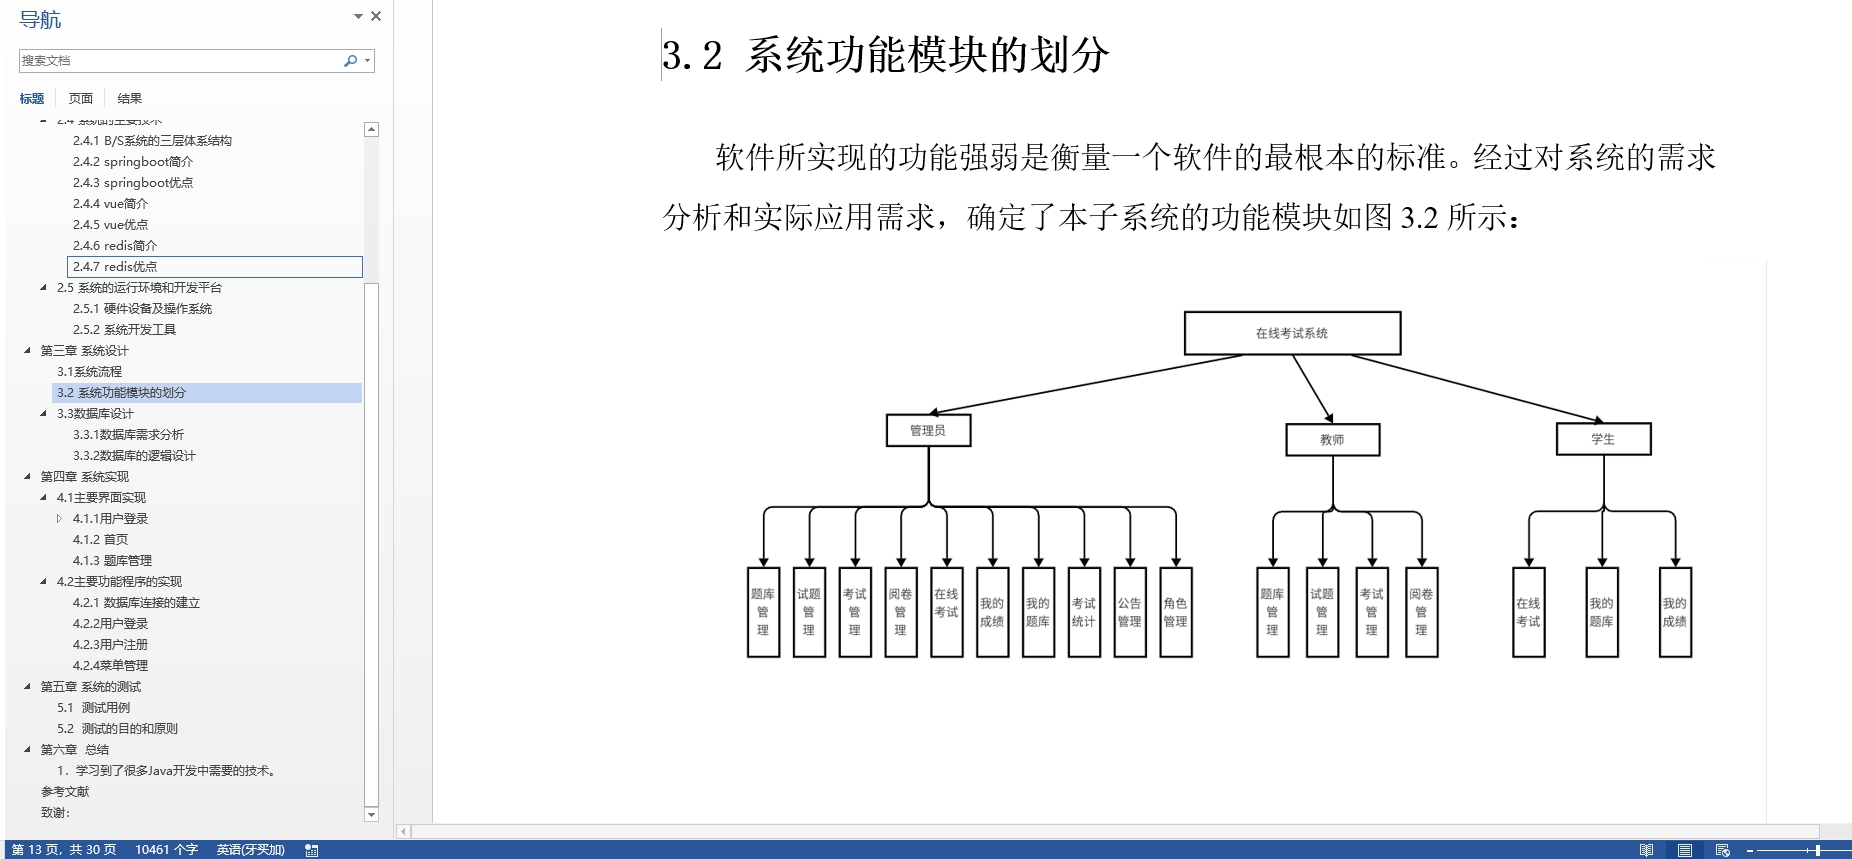 导航
搜索文档
标题 页面 结果
2.4 系统的主要技术
2.4.1 B/S系统的三层体系结构
2.4.2 springboot简介
2.4.3 springboot优点
2.4.4 vue简介
2.4.5 vue优点
2.4.6 redis简介
2.4.7 redis优点
2.5 系统的运行环境和开发平台
2.5.1 硬件设备及操作系统
2.5.2 系统开发工具
第三章 系统设计
3.1系统流程
3.2 系统功能模块的划分
3.3数据库设计
3.3.1数据库需求分析
3.3.2数据库的逻辑设计
第四章 系统实现
4.1主要界面实现
4.1.1用户登录
4.1.2 首页
4.1.3 题库管理
4.2主要功能程序的实现
4.2.1 数据库连接的建立
4.2.2用户登录
4.2.3用户注册
4.2.4菜单管理
第五章 系统的测试
5.1 测试用例
5.2 测试的目的和原则
第六章 总结
1. 学习到了很多Java开发中需要的技术。
参考文献
致谢:
3.2 系统功能模块的划分
软件所实现的功能强弱是衡量一个软件的最根本的标准。经过对系统的需求
分析和实际应用需求，确定了本子系统的功能模块如图 3.2 所示：
在线考试系统
管理员
教师
学生
题库管理
试题管理
考试管理
阅卷管理
在线考试
我的成绩
我的题库
考试统计
公告管理
角色管理
题库管理
试题管理
考试管理
阅卷管理
在线考试
我的题库
我的成绩
第 13 页，共 30 页 10461 个字 英语(牙买加)